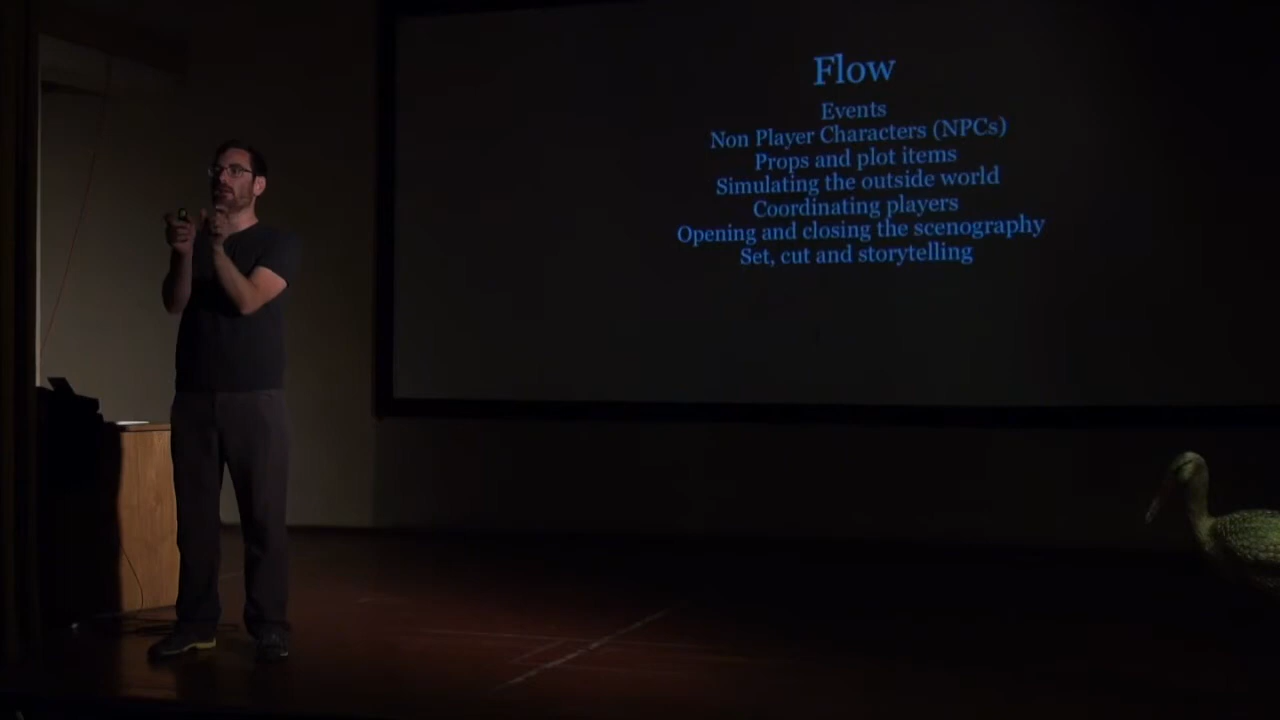 Flow
Events
Non Player Characters (NPCs)
Props and plot items
Simulating the outside world
Coordinating players
Opening and closing the scenography
Set, cut and storytelling